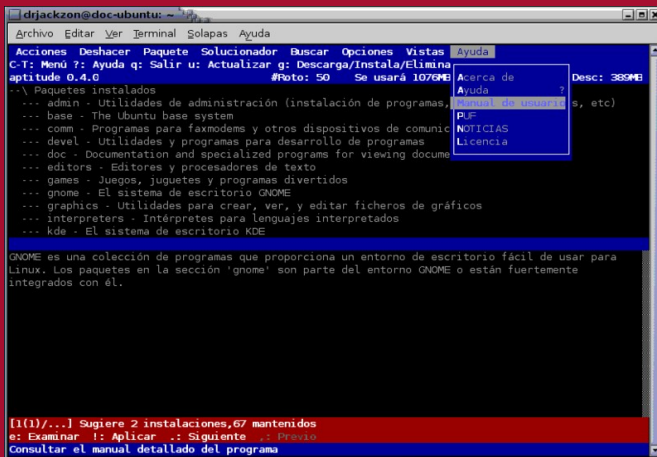 drjackzon@doc-ubuntu: ~
Archivo Editar Ver Terminal Solapas Ayuda
Acciones Deshacer Paquete Solucionador Buscar Opciones Vistas Ayuda
C-T: Menú ?: Ayuda q: Salir u: Actualizar g: Descarga/Instala/Elimina
aptitude 0.4.0 #Roto: 50 Se usará 1076MB Desc: 389MB
Acerca de
Ayuda ?
Manual de usuario
PUF
NOTICIAS
Licencia
--\ Paquetes instalados
--- admin - Utilidades de administración (instalación de programas, s, etc)
--- base - The Ubuntu base system
--- comm - Programas para faxmodems y otros dispositivos de comunic
--- devel - Utilidades y programas para desarrollo de programas
--- doc - Documentation and specialized programs for viewing docume
--- editors - Editores y procesadores de texto
--- games - Juegos, juguetes y programas divertidos
--- gnome - El sistema de escritorio GNOME
--- graphics - Utilidades para crear, ver, y editar ficheros de gráficos
--- interpreters - Intérpretes para lenguajes interpretados
--- kde - El sistema de escritorio KDE
GNOME es una colección de programas que proporciona un entorno de escritorio fácil de usar para
Linux. Los paquetes en la sección 'gnome' son parte del entorno GNOME o están fuertemente
integrados con él.
[1(1)/...] Sugiere 2 instalaciones,67 mantenidos
e: Examinar !: Aplicar .: Siguiente ,: Previo
Consultar el manual detallado del programa